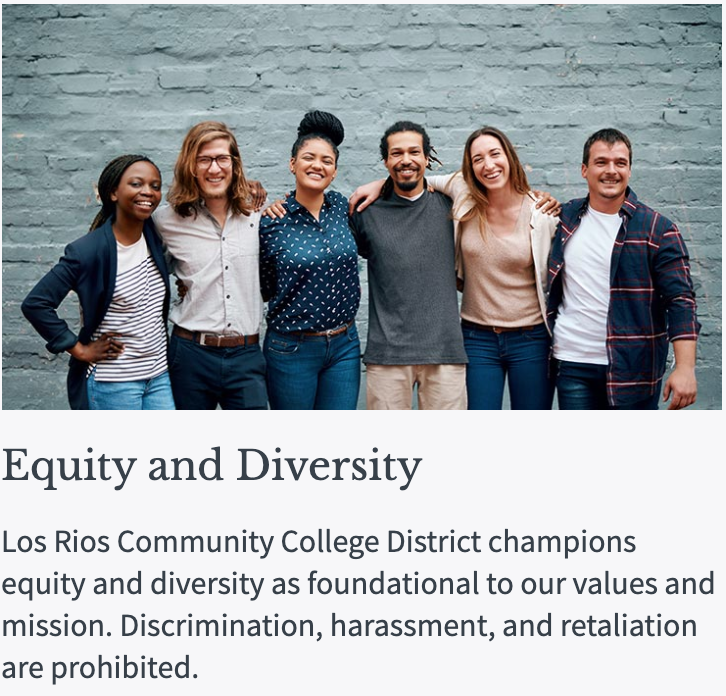 Equity and Diversity
Los Rios Community College District champions
equity and diversity as foundational to our values and
mission. Discrimination, harassment, and retaliation
are prohibited.